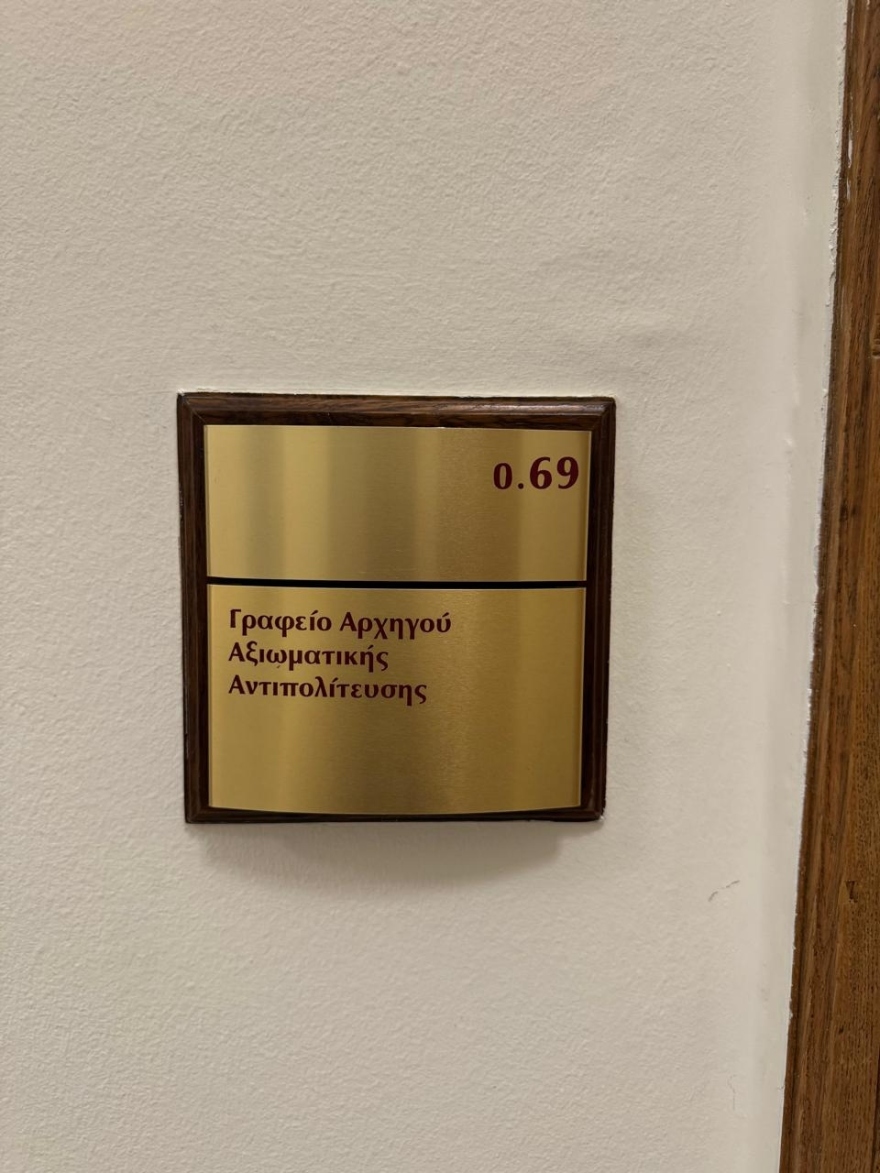 0.69
Γραφείο Αρχηγού
Αξιωματικής
Αντιπολίτευσης